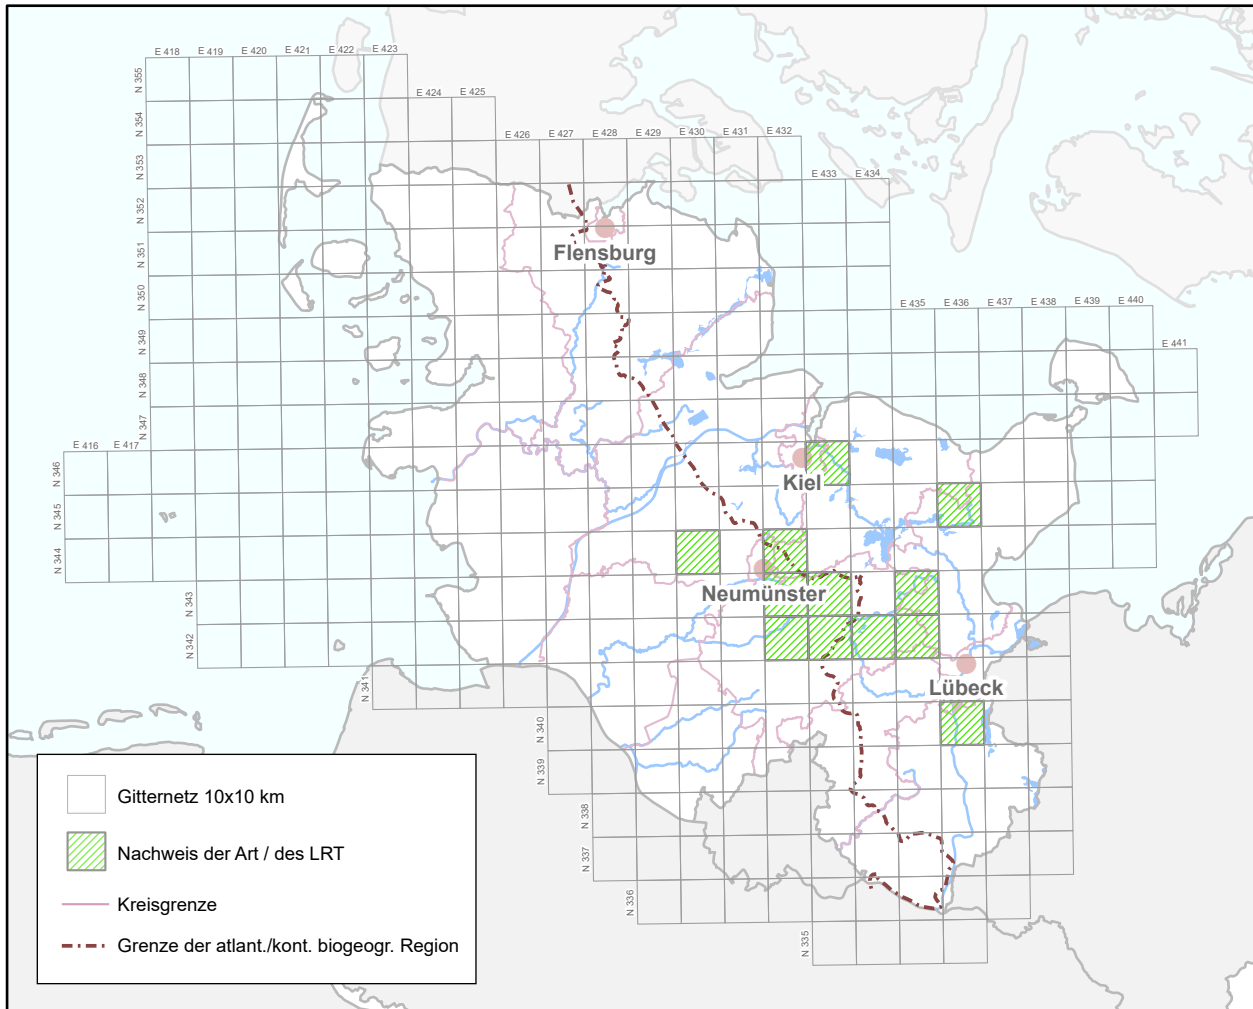 E 418 E 419 E 420 E 421 E 422 E 423
E 424 E 425
E 426 E 427 E 428 E 429 E 430 E 431 E 432
E 433 E 434
E 435 E 436 E 437 E 438 E 439 E 440
E 441
E 416 E 417
N 355
N 354
N 353
N 352
N 351
N 350
N 349
N 348
N 347
N 346
N 345
N 344
N 343
N 342
N 341
N 340
N 339
N 338
N 337
N 336
N 335
Flensburg
Kiel
Neumünster
Lübeck
Gitternetz 10x10 km
Nachweis der Art / des LRT
Kreisgrenze
Grenze der atlant./kont. biogeogr. Region